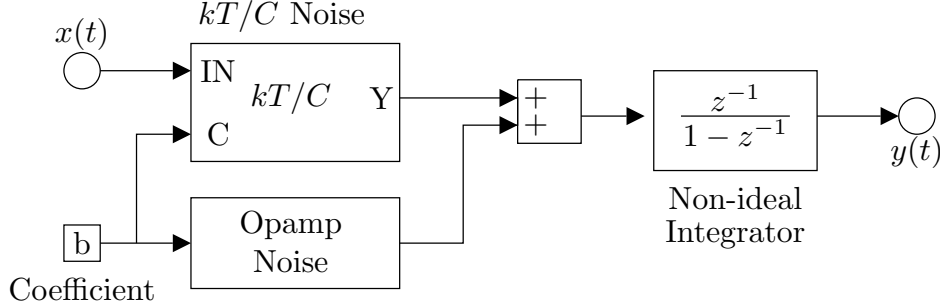 kT/C Noise
x(t)
IN
kT/C
Y
C
+
+
z⁻¹
1 − z⁻¹
y(t)
Non-ideal
Integrator
b
Opamp
Noise
Coefficient